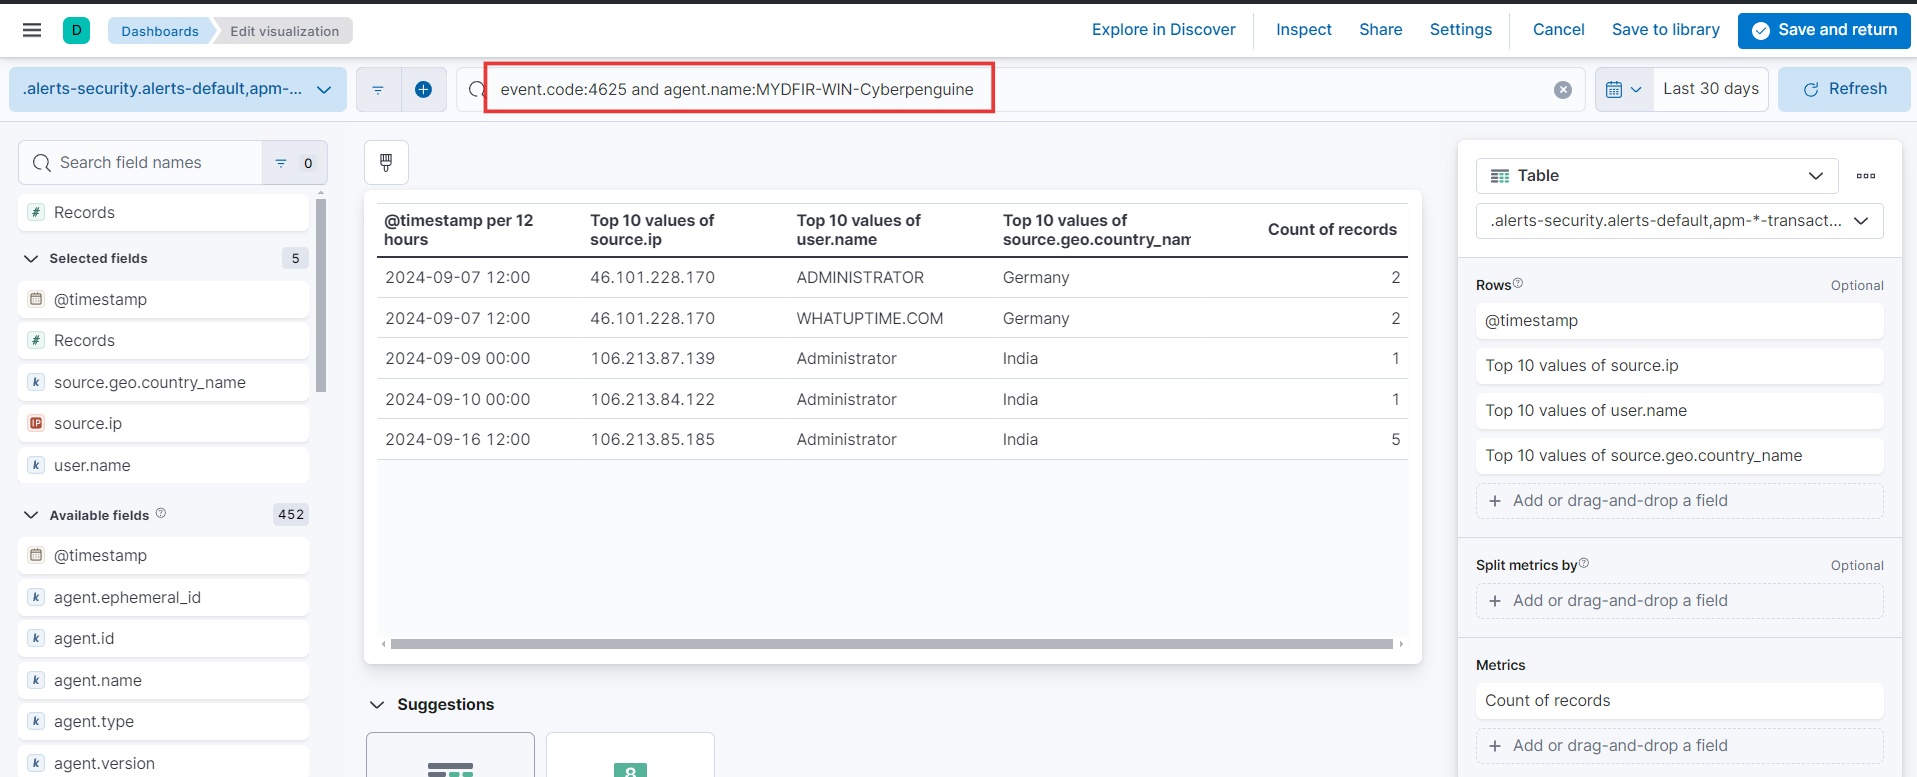 D
Dashboards
Edit visualization
Explore in Discover
Inspect
Share
Settings
Cancel
Save to library
Save and return
.alerts-security.alerts-default,apm-...
event.code:4625 and agent.name:MYDFIR-WIN-Cyberpenguine
Last 30 days
Refresh
Search field names
0
# Records
Selected fields
5
@timestamp
# Records
k source.geo.country_name
IP source.ip
k user.name
Available fields
452
@timestamp
k agent.ephemeral_id
k agent.id
k agent.name
k agent.type
k agent.version
@timestamp per 12 hours Top 10 values of source.ip Top 10 values of user.name Top 10 values of source.geo.country_nam Count of records
2024-09-07 12:00 46.101.228.170 ADMINISTRATOR Germany 2
2024-09-07 12:00 46.101.228.170 WHATUPTIME.COM Germany 2
2024-09-09 00:00 106.213.87.139 Administrator India 1
2024-09-10 00:00 106.213.84.122 Administrator India 1
2024-09-16 12:00 106.213.85.185 Administrator India 5
Suggestions
8
Table
.alerts-security.alerts-default,apm-*-transact...
Rows
Optional
@timestamp
Top 10 values of source.ip
Top 10 values of user.name
Top 10 values of source.geo.country_name
+ Add or drag-and-drop a field
Split metrics by
Optional
+ Add or drag-and-drop a field
Metrics
Count of records
+ Add or drag-and-drop a field